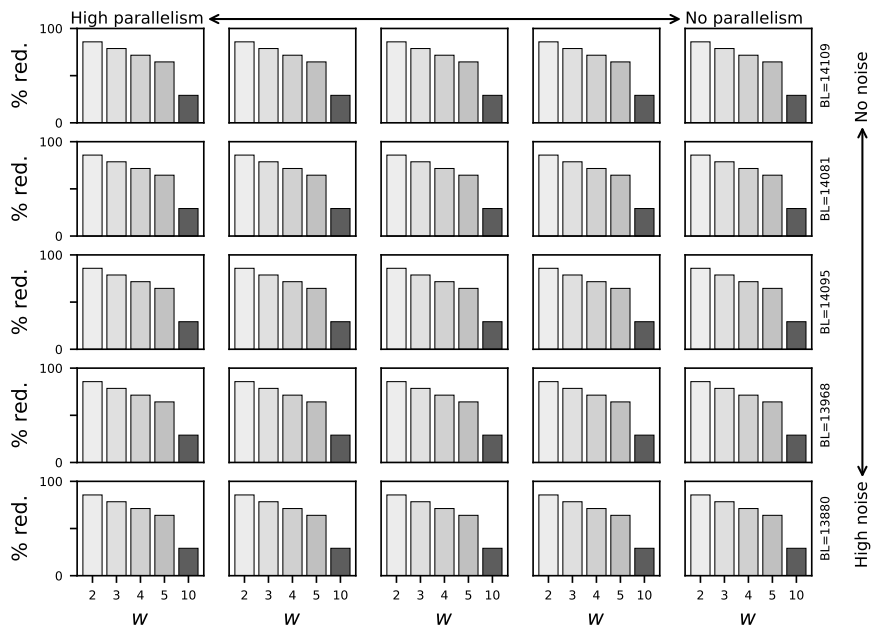 High parallelism No parallelism
100
% red.
0
BL=14109
No noise
100
% red.
0
BL=14081
100
% red.
0
BL=14095
100
% red.
0
BL=13968
100
% red.
0
BL=13880
High noise
2 3 4 5 10 2 3 4 5 10 2 3 4 5 10 2 3 4 5 10 2 3 4 5 10
w w w w w